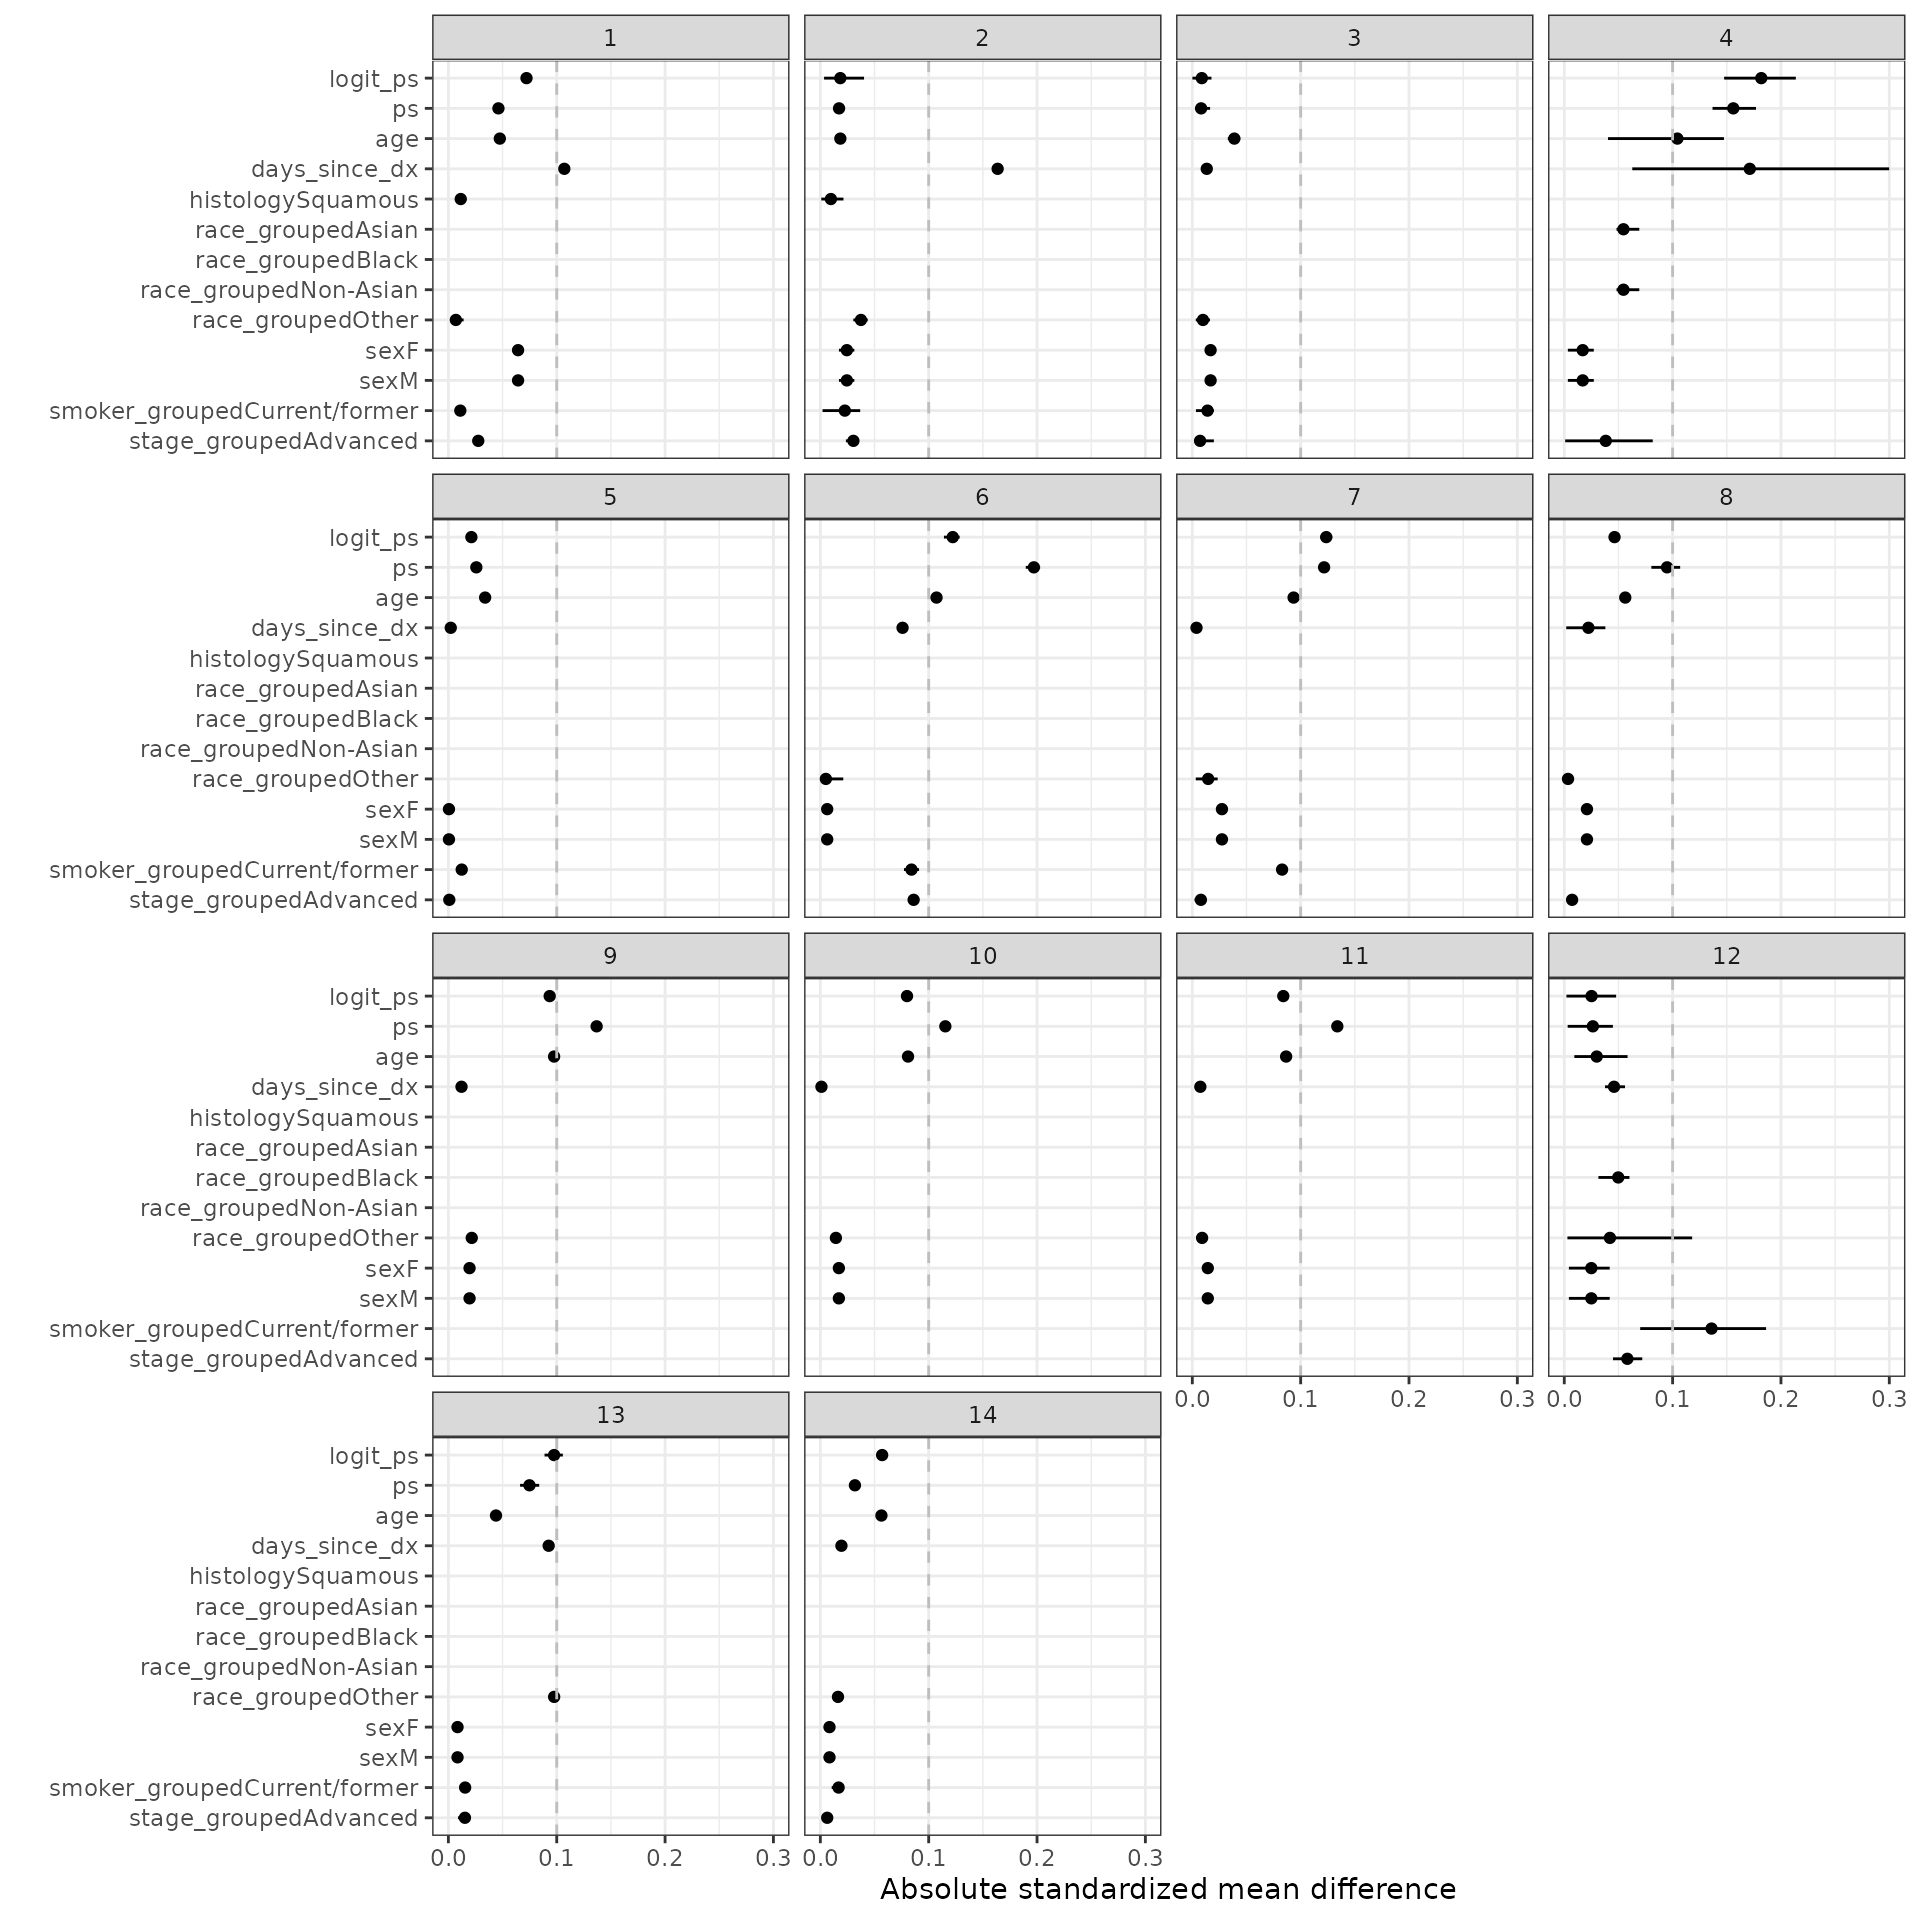 1 2 3 4
logit_ps
ps
age
days_since_dx
histologySquamous
race_groupedAsian
race_groupedBlack
race_groupedNon-Asian
race_groupedOther
sexF
sexM
smoker_groupedCurrent/former
stage_groupedAdvanced
5 6 7 8
logit_ps
ps
age
days_since_dx
histologySquamous
race_groupedAsian
race_groupedBlack
race_groupedNon-Asian
race_groupedOther
sexF
sexM
smoker_groupedCurrent/former
stage_groupedAdvanced
9 10 11 12
logit_ps
ps
age
days_since_dx
histologySquamous
race_groupedAsian
race_groupedBlack
race_groupedNon-Asian
race_groupedOther
sexF
sexM
smoker_groupedCurrent/former
stage_groupedAdvanced
0.0 0.1 0.2 0.3 0.0 0.1 0.2 0.3
13 14
logit_ps
ps
age
days_since_dx
histologySquamous
race_groupedAsian
race_groupedBlack
race_groupedNon-Asian
race_groupedOther
sexF
sexM
smoker_groupedCurrent/former
stage_groupedAdvanced
0.0 0.1 0.2 0.3 0.0 0.1 0.2 0.3
Absolute standardized mean difference